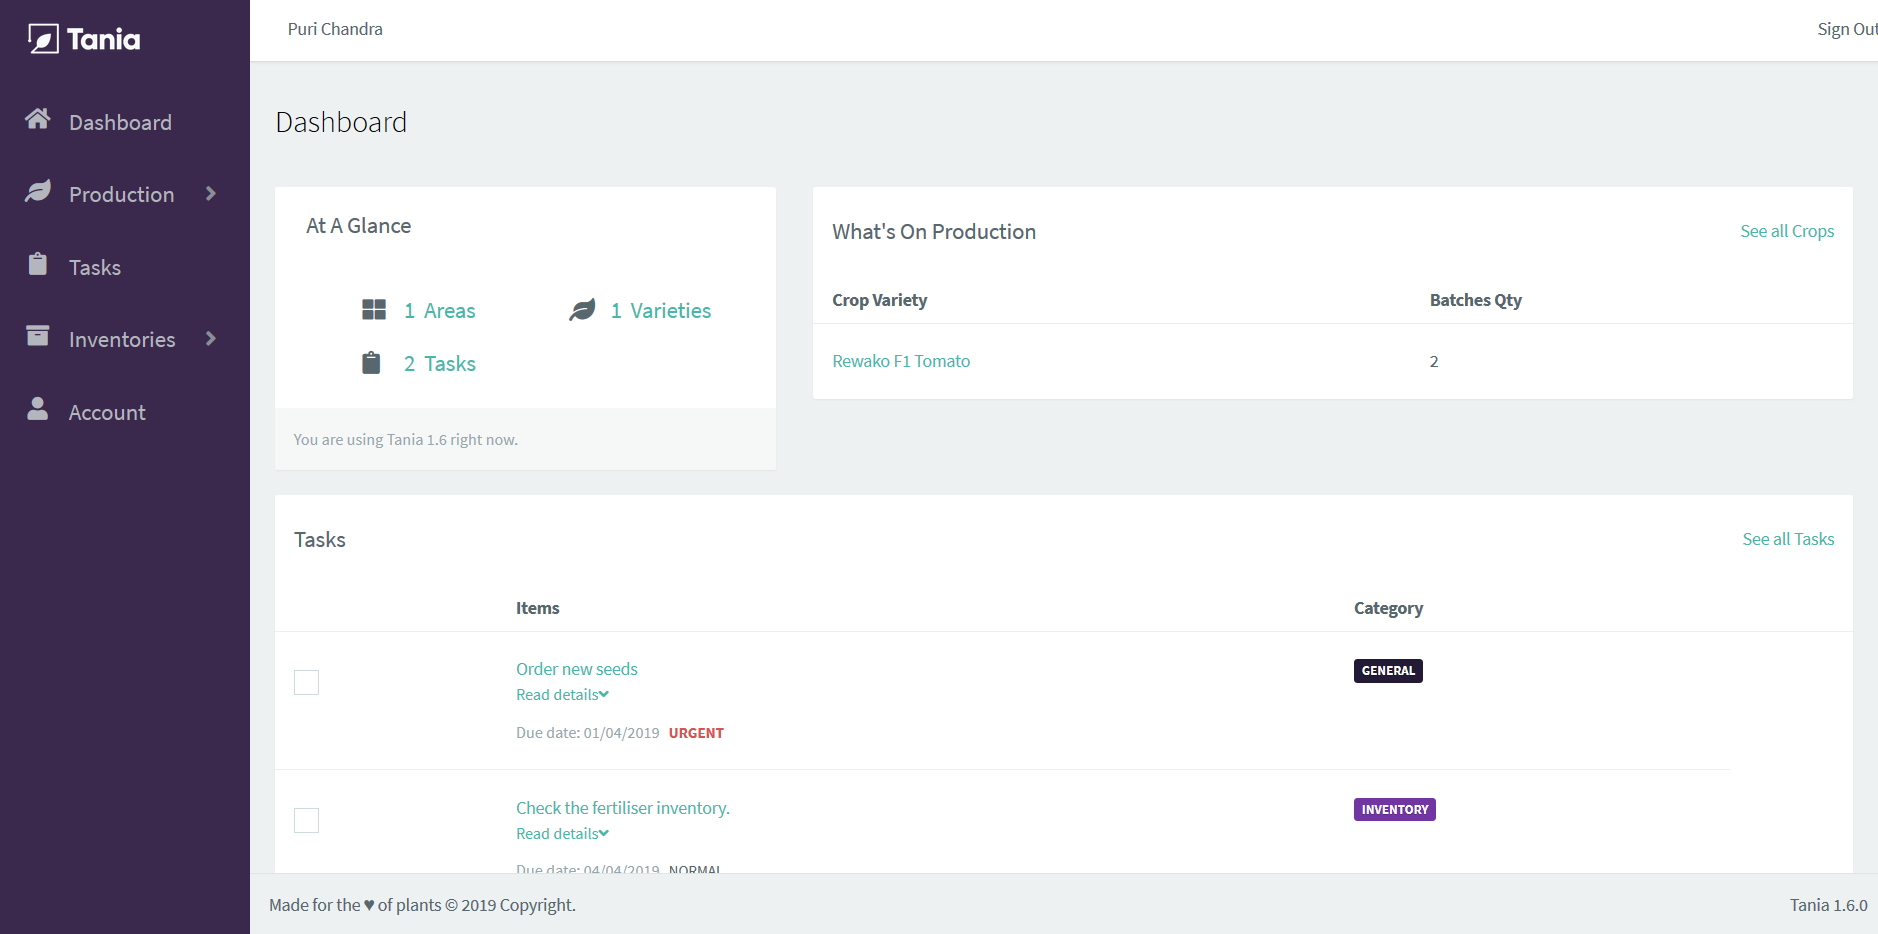 Tania
Puri Chandra
Sign Out
Dashboard
Production
Tasks
Inventories
Account
Dashboard
At A Glance
1 Areas
1 Varieties
2 Tasks
You are using Tania 1.6 right now.
What's On Production
See all Crops
Crop Variety
Batches Qty
Rewako F1 Tomato
2
Tasks
See all Tasks
Items
Category
Order new seeds
GENERAL
Read details
Due date: 01/04/2019 URGENT
Check the fertiliser inventory.
INVENTORY
Read details
Due date: 04/04/2019 NORMAL
Made for the ♥ of plants © 2019 Copyright.
Tania 1.6.0